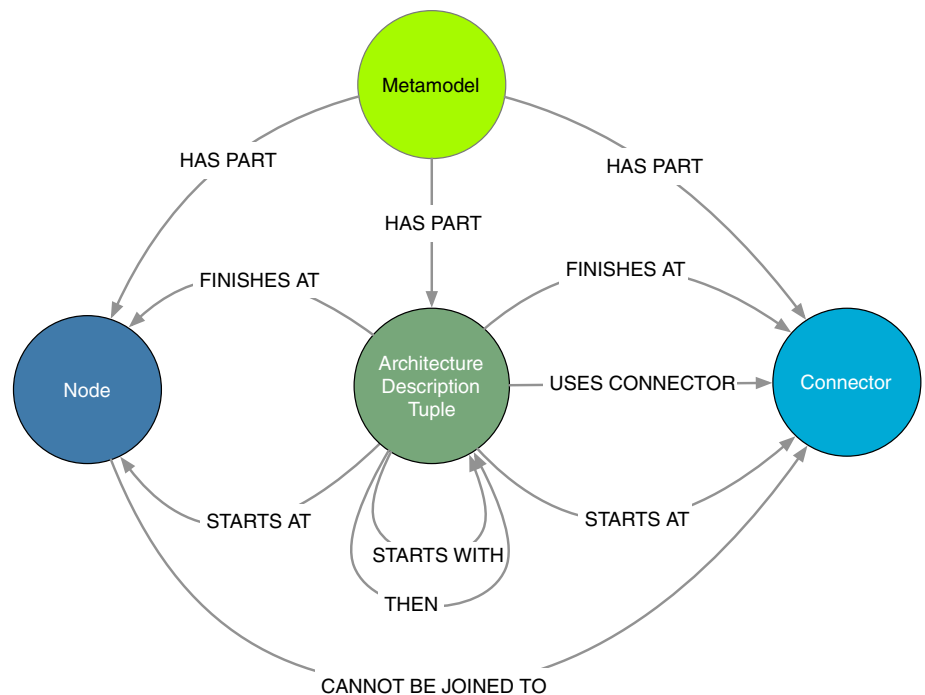 Metamodel
HAS PART
HAS PART
HAS PART
FINISHES AT
FINISHES AT
Node
Architecture
Description
Tuple
USES CONNECTOR
Connector
STARTS AT
STARTS AT
STARTS WITH
THEN
CANNOT BE JOINED TO